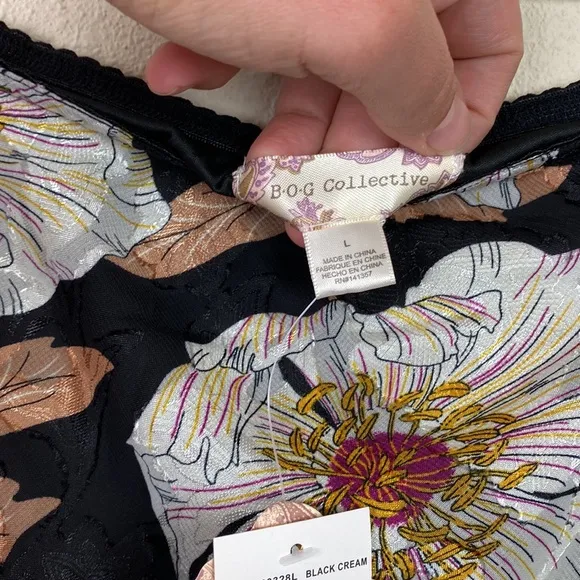 B·O·G Collective
L
MADE IN CHINA
FABRIQUE EN CHINE
HECHO EN CHINA
RN#141357
BLACK CREAM